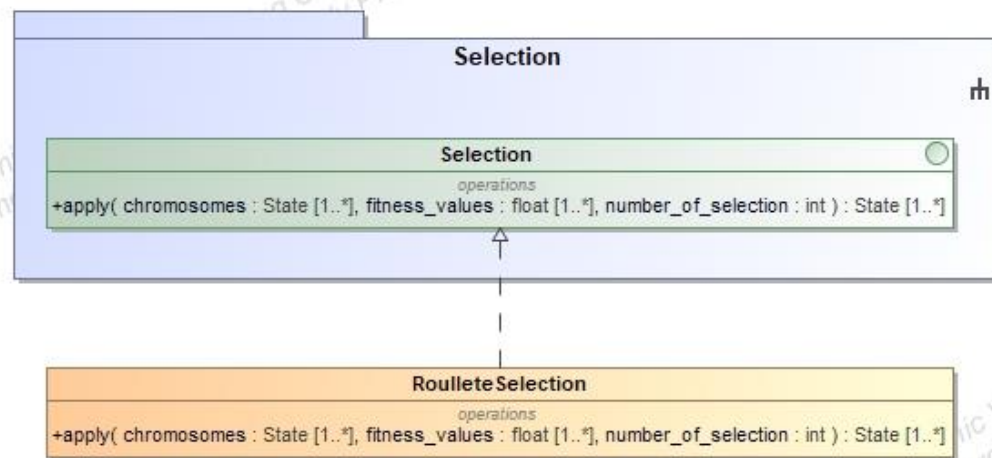 Selection
Selection
operations
+apply( chromosomes : State [1..*], fitness_values : float [1..*], number_of_selection : int ) : State [1..*]
RoulleteSelection
operations
+apply( chromosomes : State [1..*], fitness_values : float [1..*], number_of_selection : int ) : State [1..*]